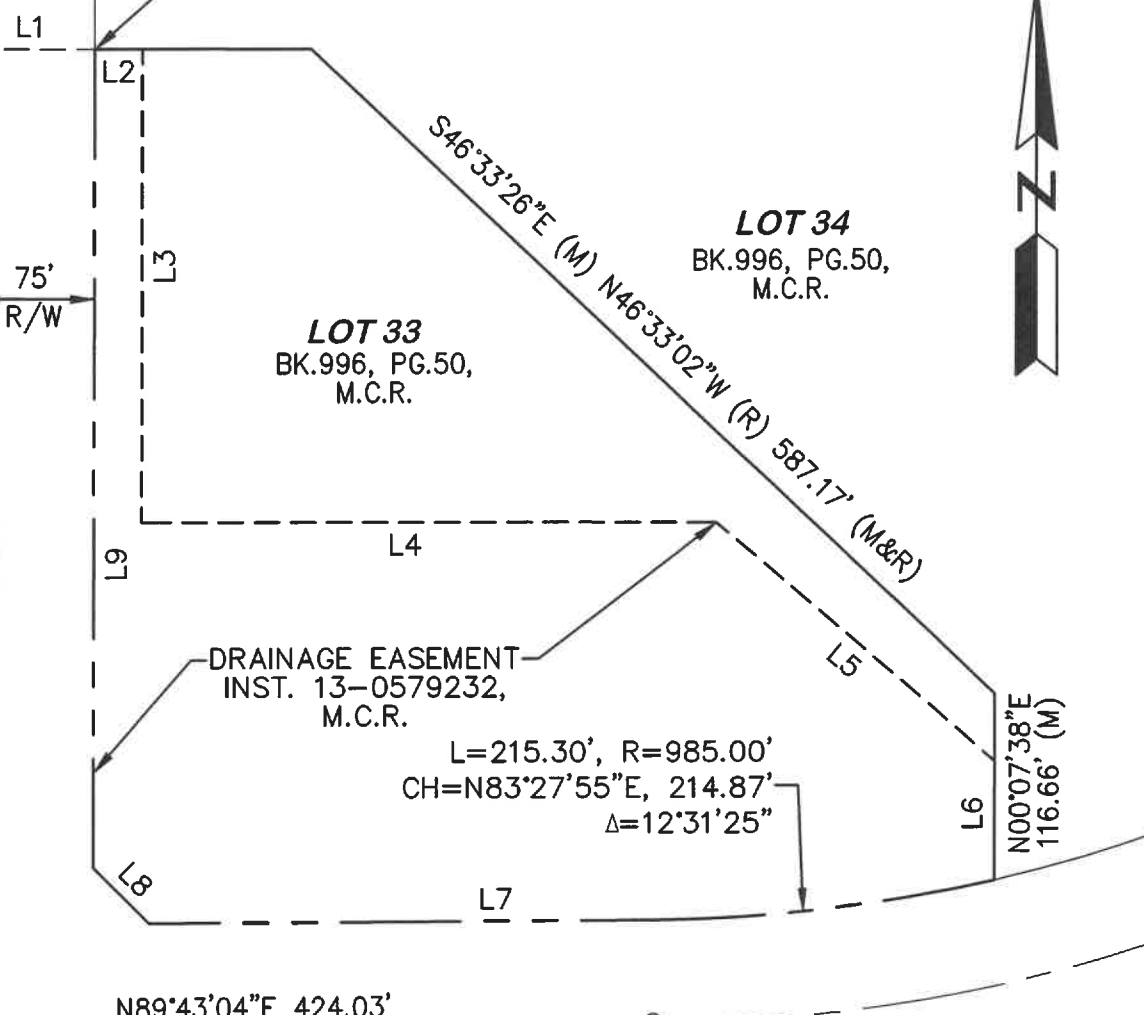 L1
L2
S46°33'26"E (M) N46°33'02"W (R) 587.17' (M&R)
N
LOT 34
BK.996, PG.50,
M.C.R.
L3
75'
R/W
LOT 33
BK.996, PG.50,
M.C.R.
L4
L9
L5
DRAINAGE EASEMENT
INST. 13-0579232,
M.C.R.
L=215.30', R=985.00'
CH=N83°27'55"E, 214.87'
Δ=12°31'25"
L6
N00°07'38"E
116.66' (M)
L8
L7
N89°43'04"E 424.03'